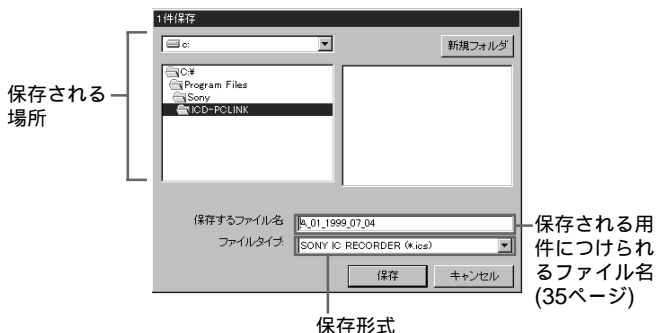 1件保存
c:
新規フォルダ
C:¥
Program Files
Sony
ICD-PCLINK
保存される
場所
保存するファイル名:
A_01_1999_07_04
ファイルタイプ:
SONY IC RECORDER (*.ics)
保存される用
件につけられ
るファイル名
(35ページ)
保存
キャンセル
保存形式